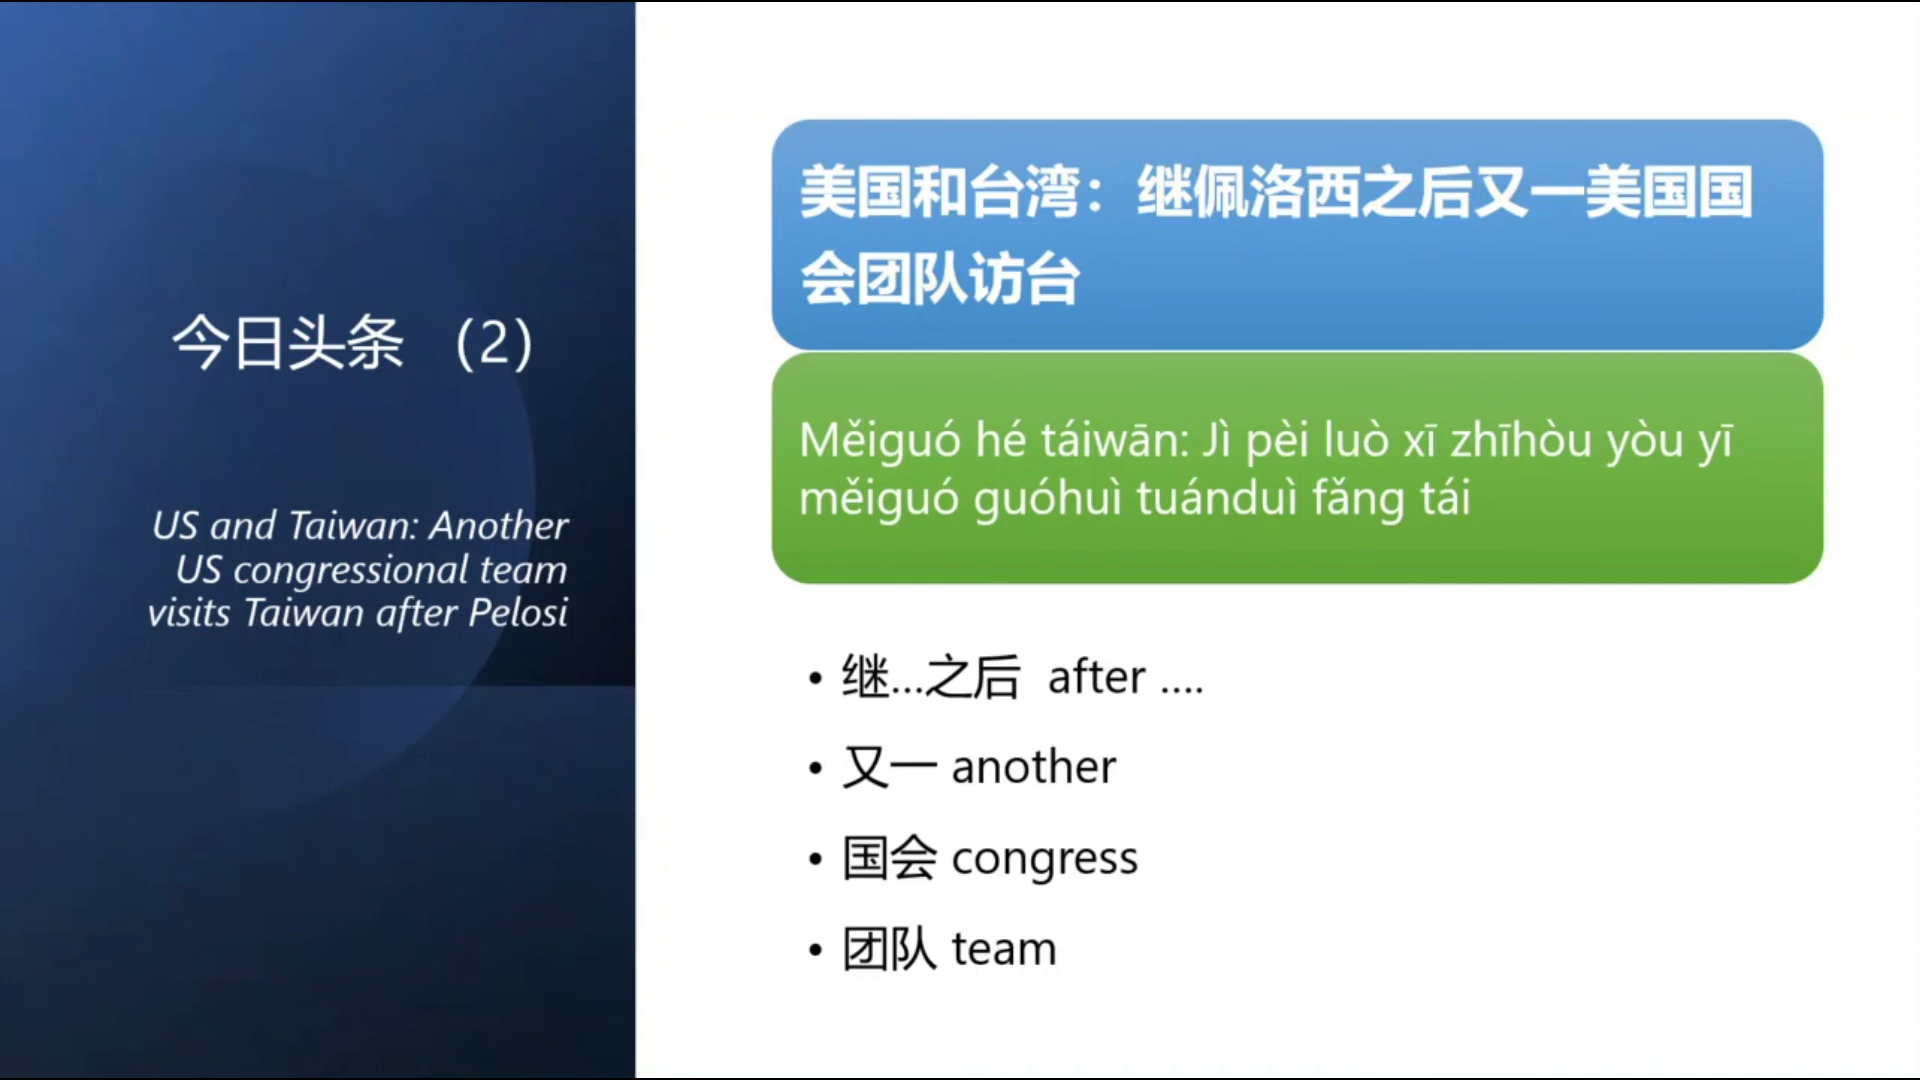 今日头条 （2）
US and Taiwan: Another
US congressional team
visits Taiwan after Pelosi
美国和台湾：继佩洛西之后又一美国国
会团队访台
Měiguó hé táiwān: Jì pèi luò xī zhīhòu yòu yī
měiguó guóhuì tuánduì fǎng tái
• 继...之后 after ....
• 又一 another
• 国会 congress
• 团队 team